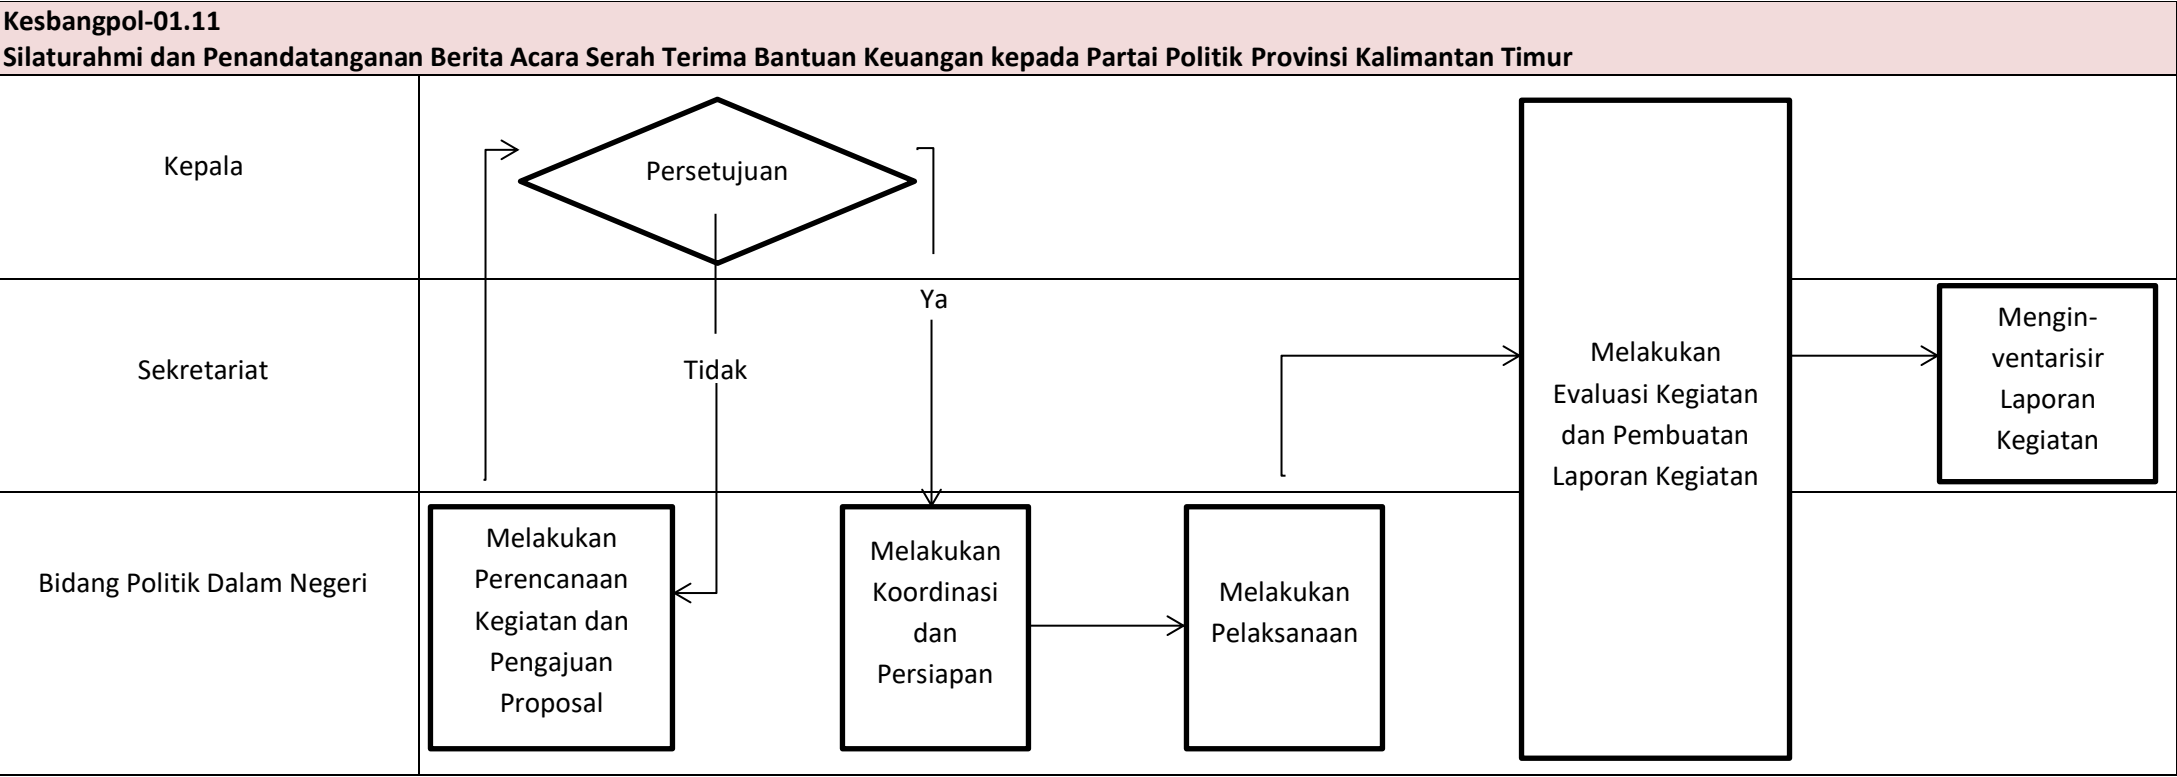 Kesbangpol-01.11
Silaturahmi dan Penandatanganan Berita Acara Serah Terima Bantuan Keuangan kepada Partai Politik Provinsi Kalimantan Timur
Kepala
Persetujuan
Ya
Tidak
Sekretariat
Melakukan
Evaluasi Kegiatan
dan Pembuatan
Laporan Kegiatan
Mengin-
ventarisir
Laporan
Kegiatan
Bidang Politik Dalam Negeri
Melakukan
Perencanaan
Kegiatan dan
Pengajuan
Proposal
Melakukan
Koordinasi
dan
Persiapan
Melakukan
Pelaksanaan